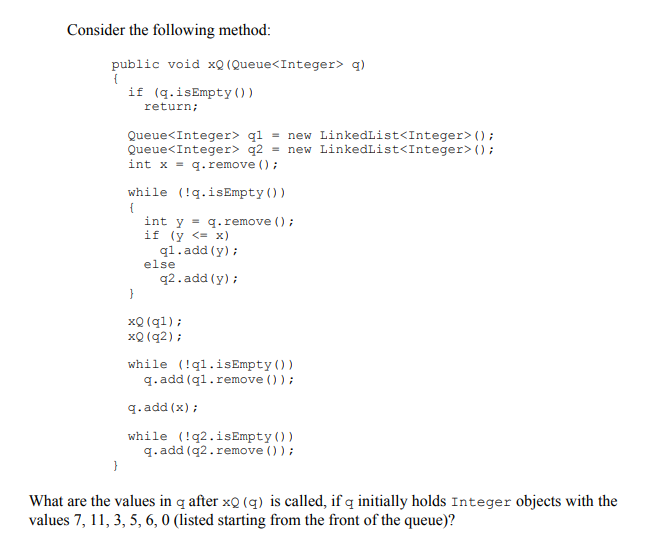 Consider the following method:
public void xQ(Queue<Integer> q)
{
if (q.isEmpty())
return;
Queue<Integer> q1 = new LinkedList<Integer>();
Queue<Integer> q2 = new LinkedList<Integer>();
int x = q.remove();
while (!q.isEmpty())
{
int y = q.remove();
if (y <= x)
q1.add(y);
else
q2.add(y);
}
xQ(q1);
xQ(q2);
while (!q1.isEmpty())
q.add(q1.remove());
q.add(x);
while (!q2.isEmpty())
q.add(q2.remove());
}
What are the values in q after xQ(q) is called, if q initially holds Integer objects with the
values 7, 11, 3, 5, 6, 0 (listed starting from the front of the queue)?